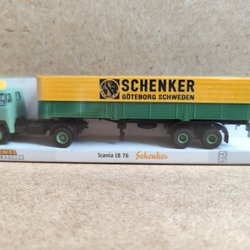 SCHENKER
GÖTEBORG SCHWEDEN
Scania LB 76 Schenker